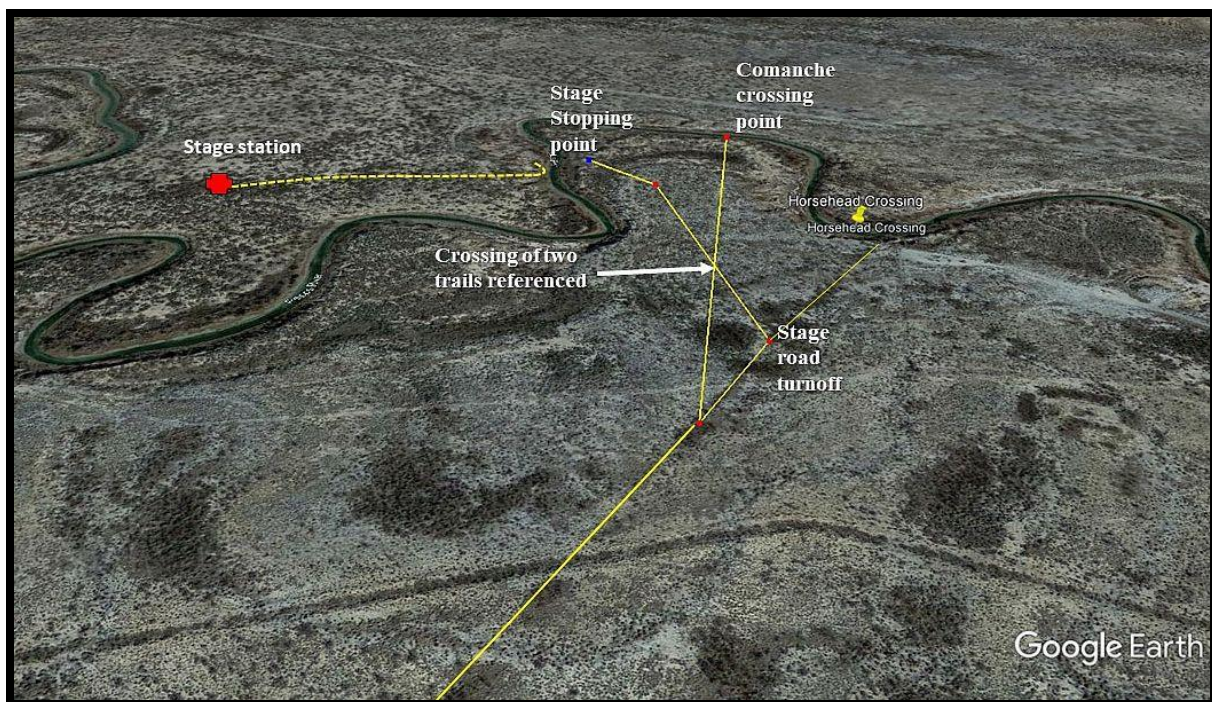 Comanche
crossing
point
Stage
Stopping
point
Stage station
Horsehead Crossing
Horsehead Crossing
Crossing of two
trails referenced
Stage
road
turnoff
Google Earth